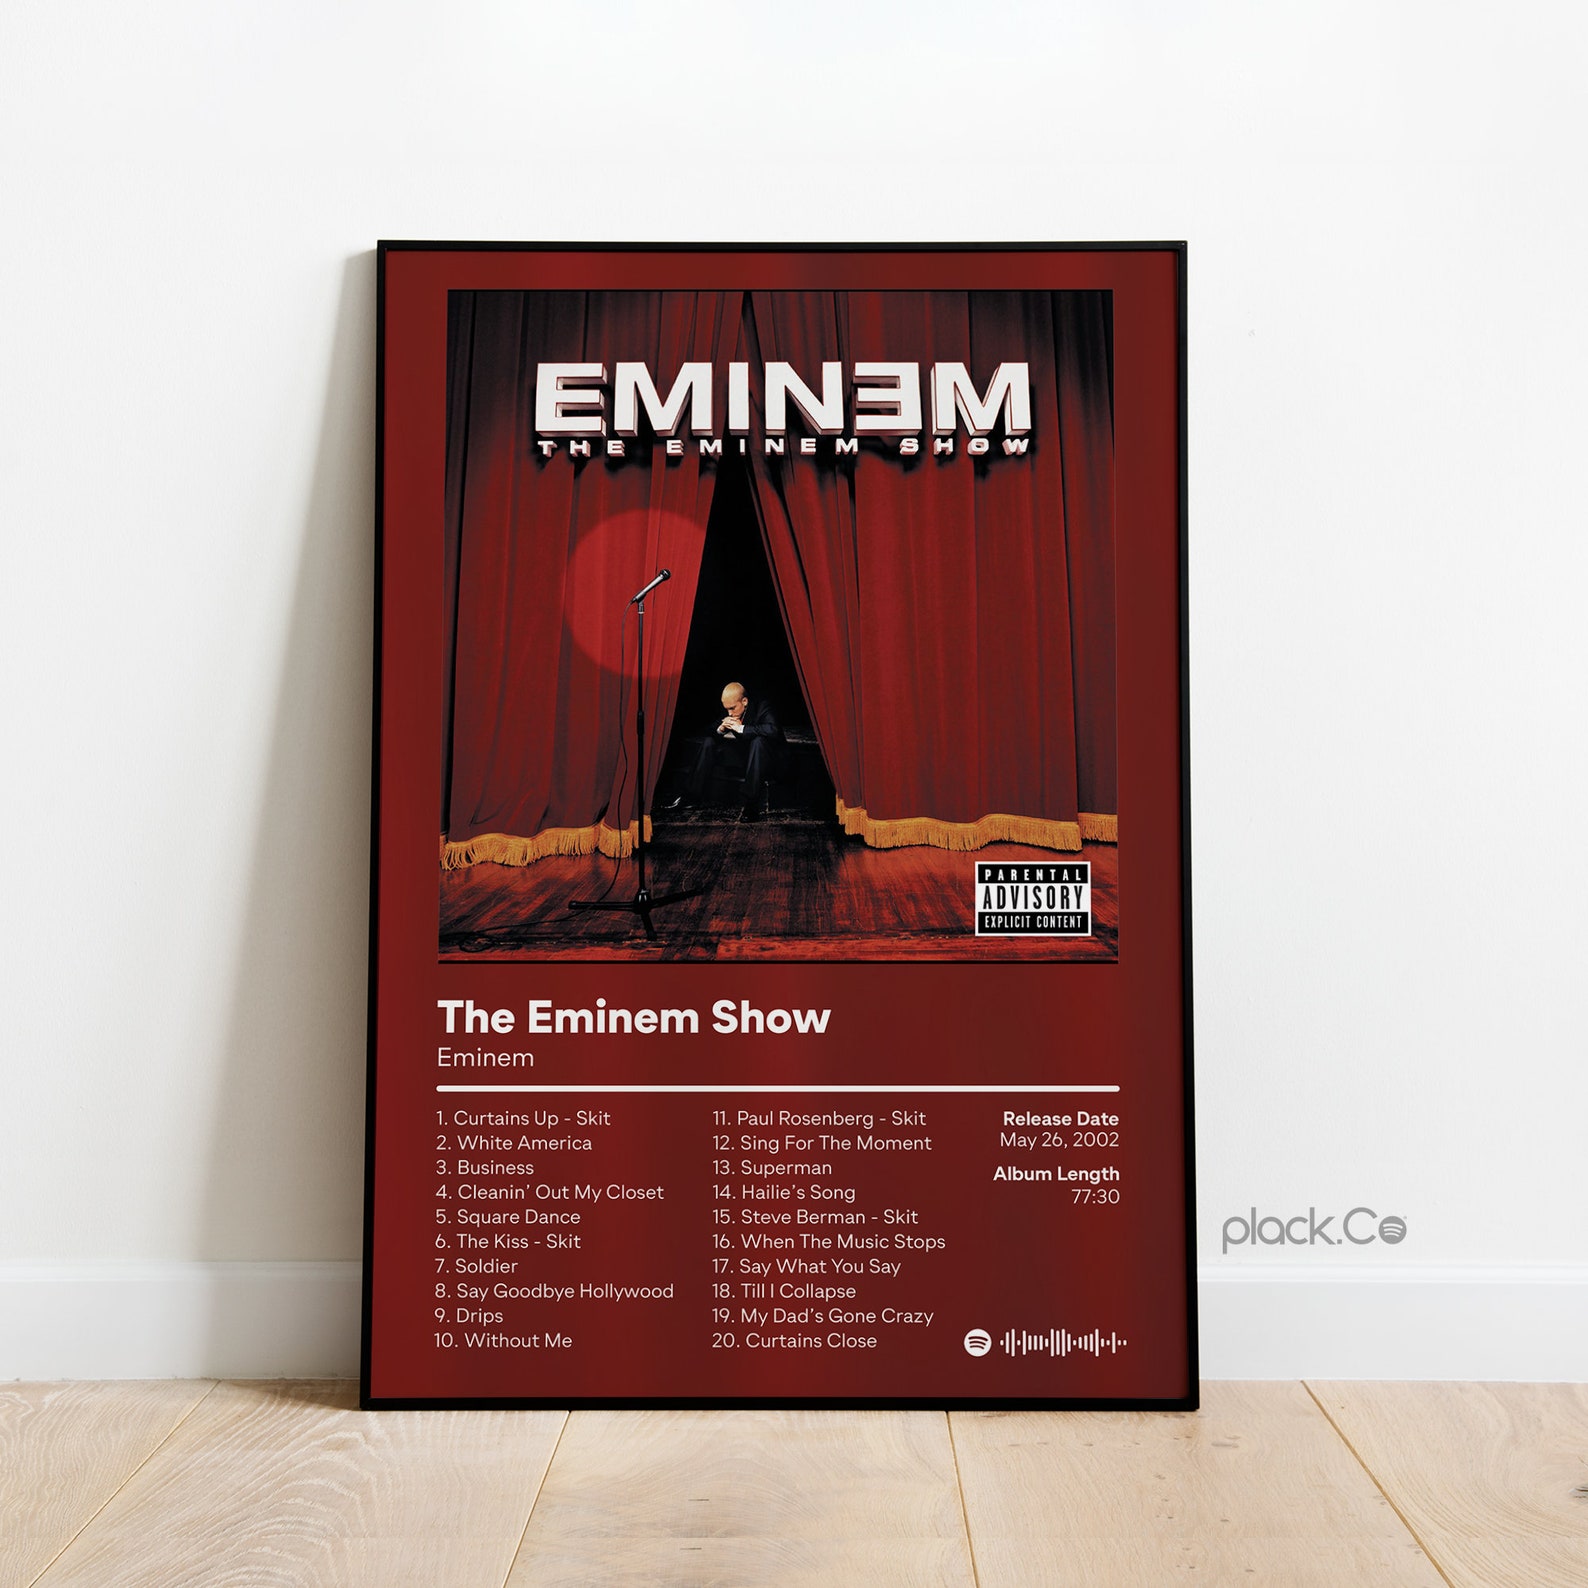 EMINƎM
THE EMINEM SHOW
PARENTAL
ADVISORY
EXPLICIT CONTENT
The Eminem Show
Eminem
1. Curtains Up - Skit
2. White America
3. Business
4. Cleanin’ Out My Closet
5. Square Dance
6. The Kiss - Skit
7. Soldier
8. Say Goodbye Hollywood
9. Drips
10. Without Me
11. Paul Rosenberg - Skit
12. Sing For The Moment
13. Superman
14. Hailie’s Song
15. Steve Berman - Skit
16. When The Music Stops
17. Say What You Say
18. Till I Collapse
19. My Dad’s Gone Crazy
20. Curtains Close
Release Date
May 26, 2002
Album Length
77:30
plack.Co